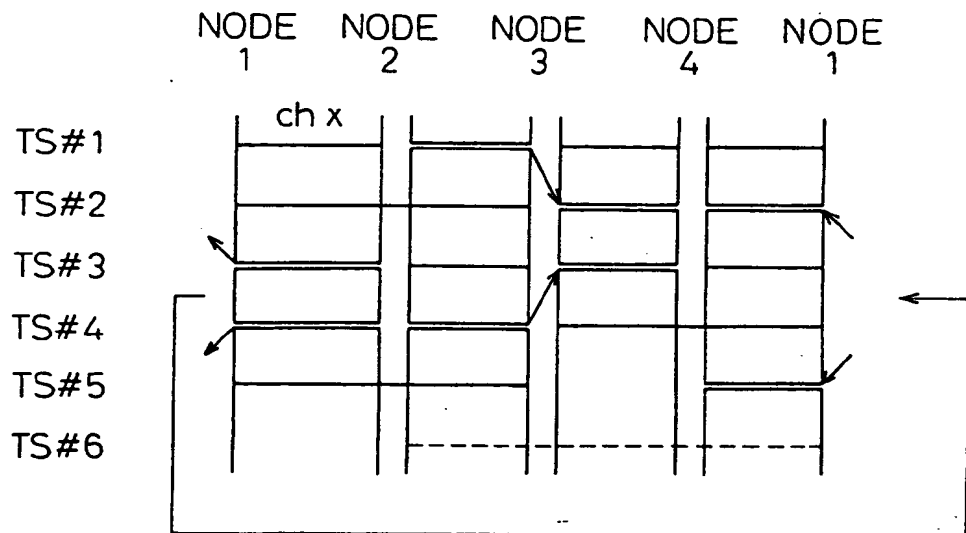 NODE NODE NODE NODE NODE
1 2 3 4 1
ch x
TS#1
TS#2
TS#3
TS#4
TS#5
TS#6